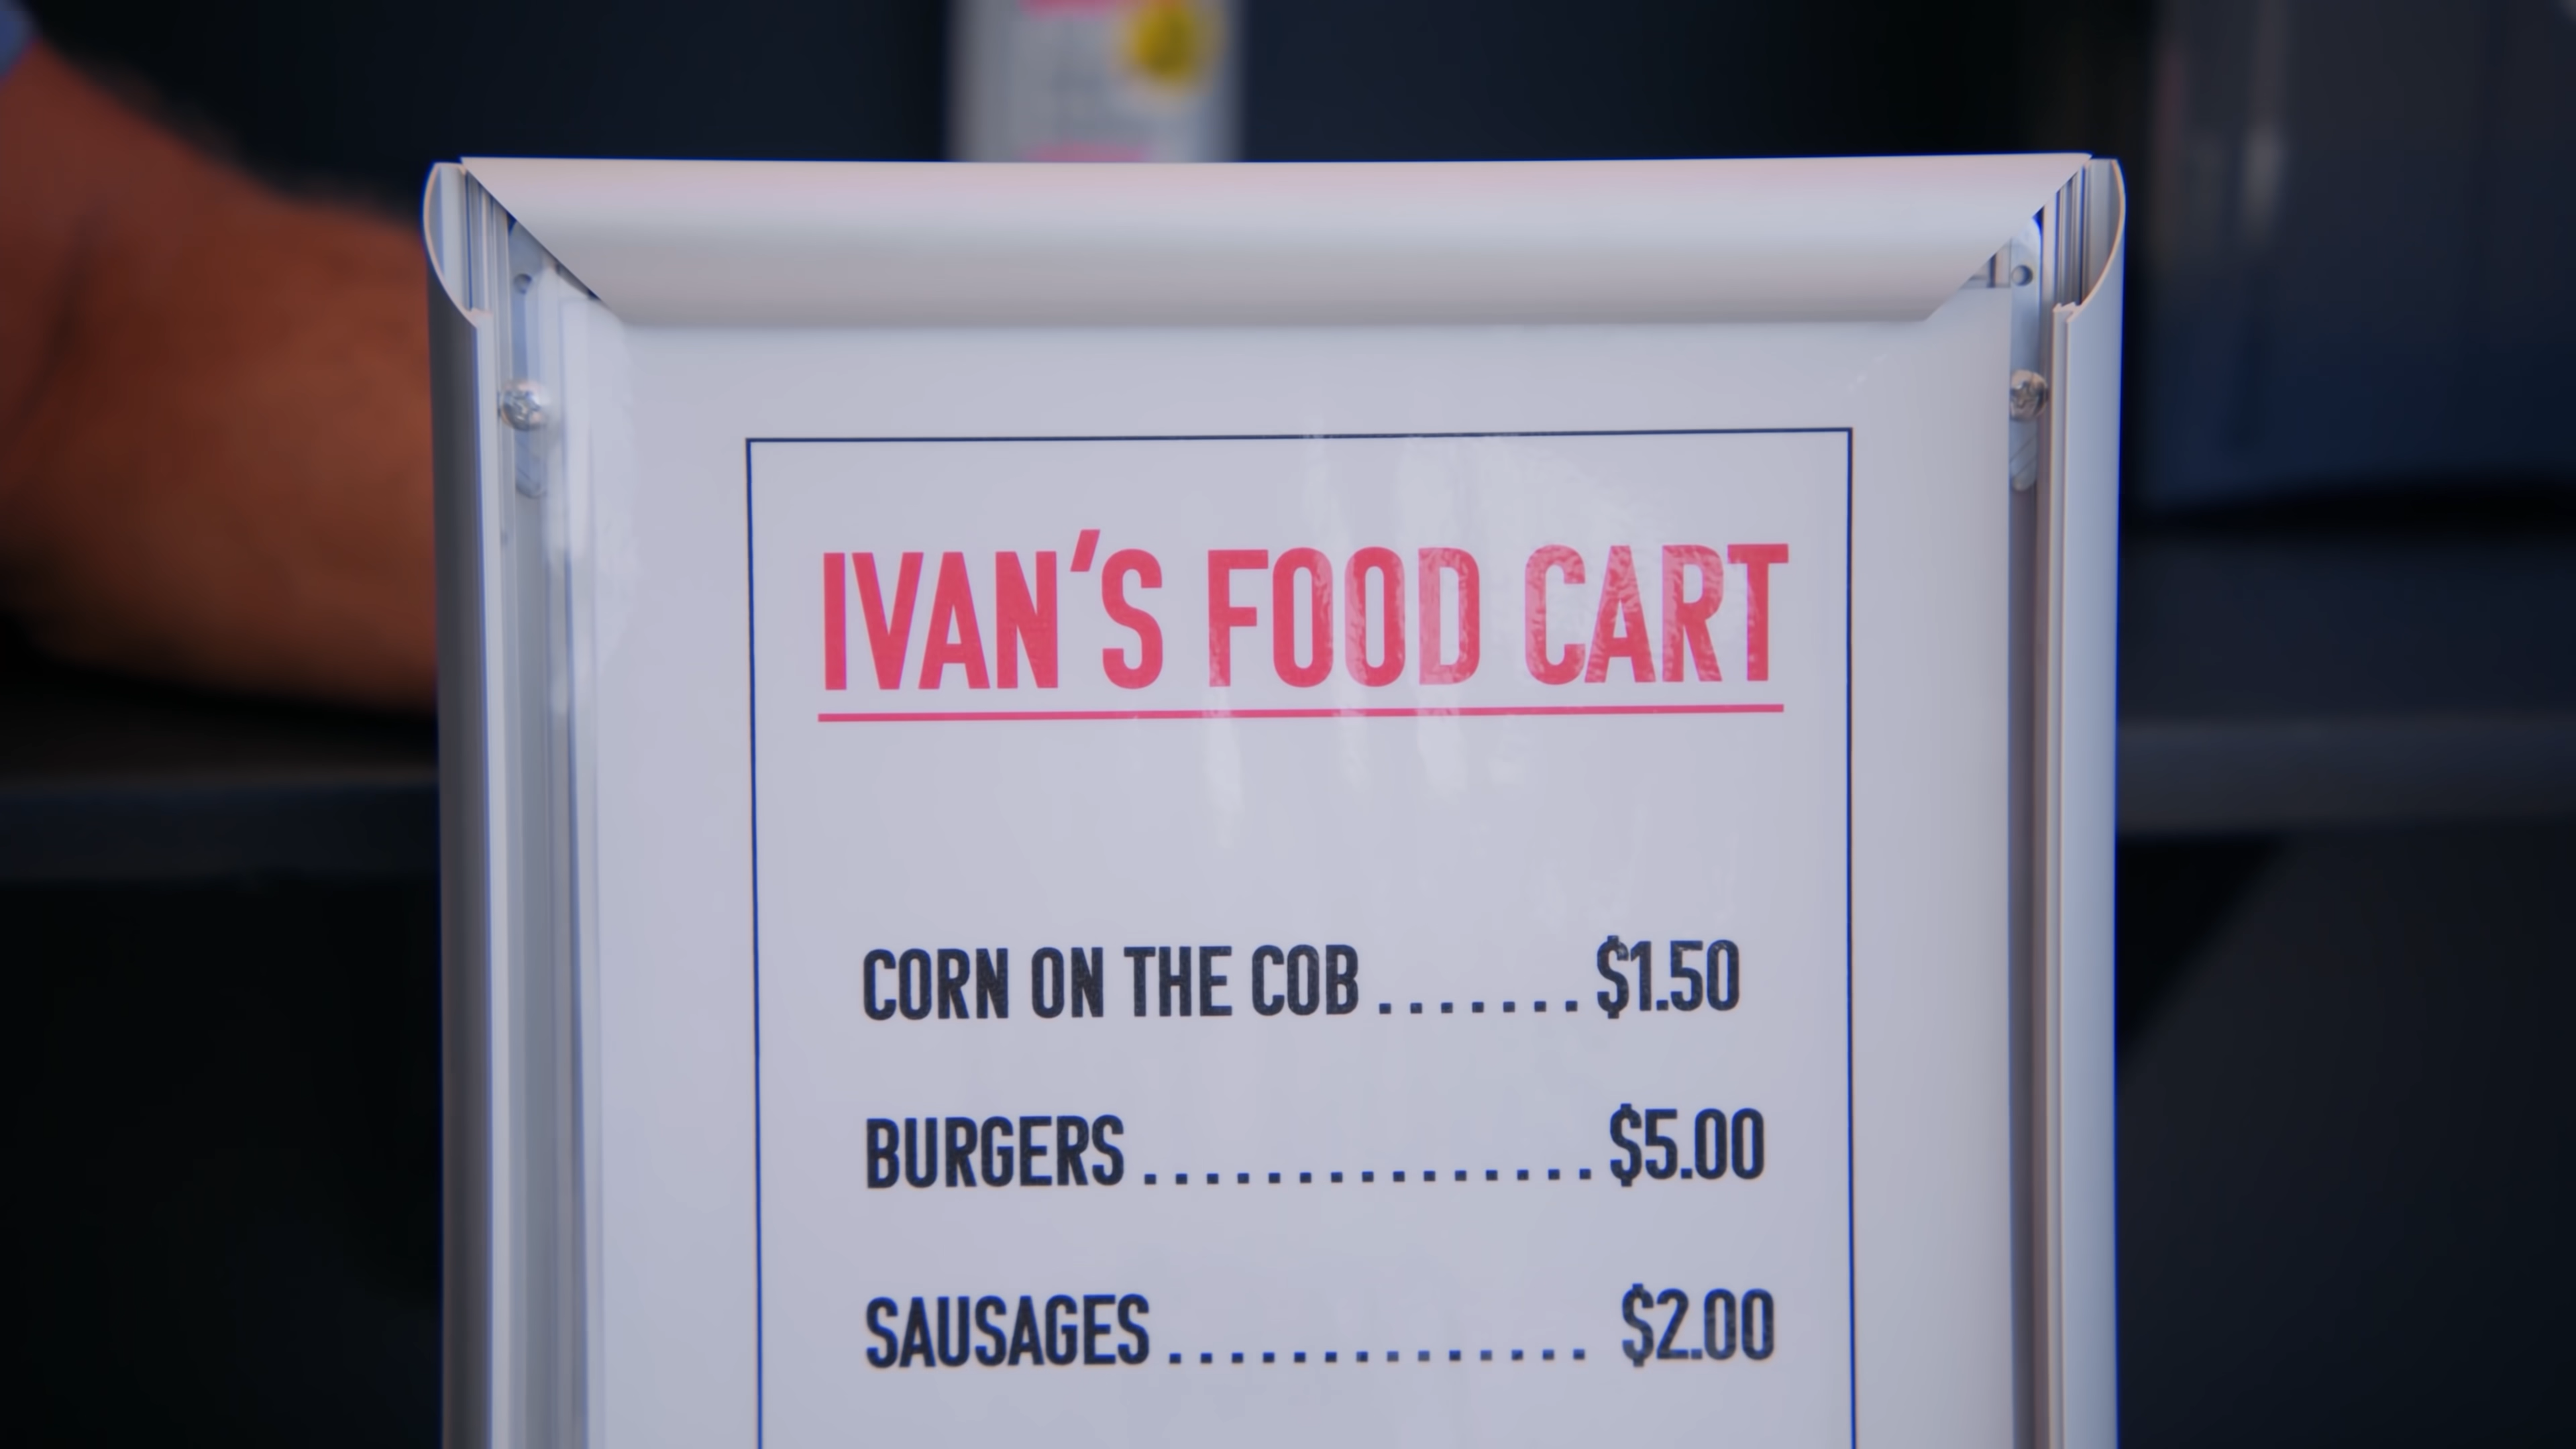 IVAN'S FOOD CART
CORN ON THE COB.......$1.50
BURGERS...............$5.00
SAUSAGES.............. $2.00